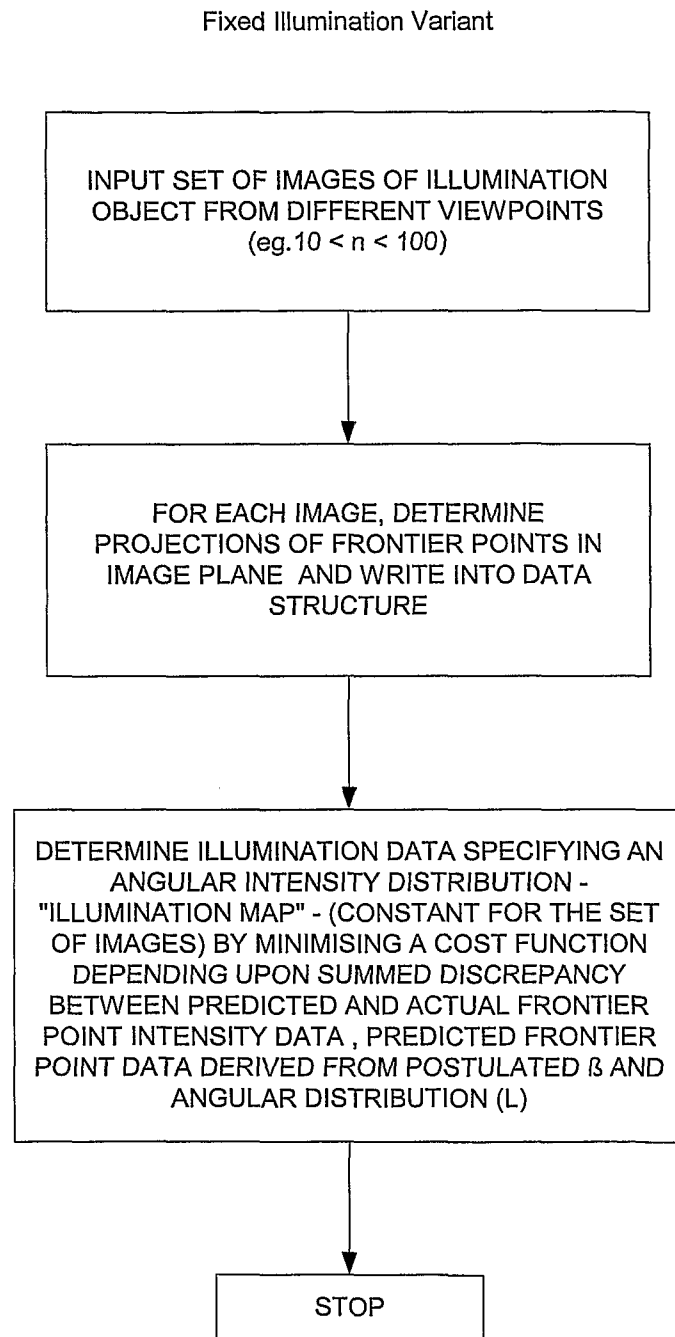 Fixed Illumination Variant
INPUT SET OF IMAGES OF ILLUMINATION
OBJECT FROM DIFFERENT VIEWPOINTS
(eg.10 < n < 100)
FOR EACH IMAGE, DETERMINE
PROJECTIONS OF FRONTIER POINTS IN
IMAGE PLANE AND WRITE INTO DATA
STRUCTURE
DETERMINE ILLUMINATION DATA SPECIFYING AN
ANGULAR INTENSITY DISTRIBUTION -
"ILLUMINATION MAP" - (CONSTANT FOR THE SET
OF IMAGES) BY MINIMISING A COST FUNCTION
DEPENDING UPON SUMMED DISCREPANCY
BETWEEN PREDICTED AND ACTUAL FRONTIER
POINT INTENSITY DATA , PREDICTED FRONTIER
POINT DATA DERIVED FROM POSTULATED ß AND
ANGULAR DISTRIBUTION (L)
STOP